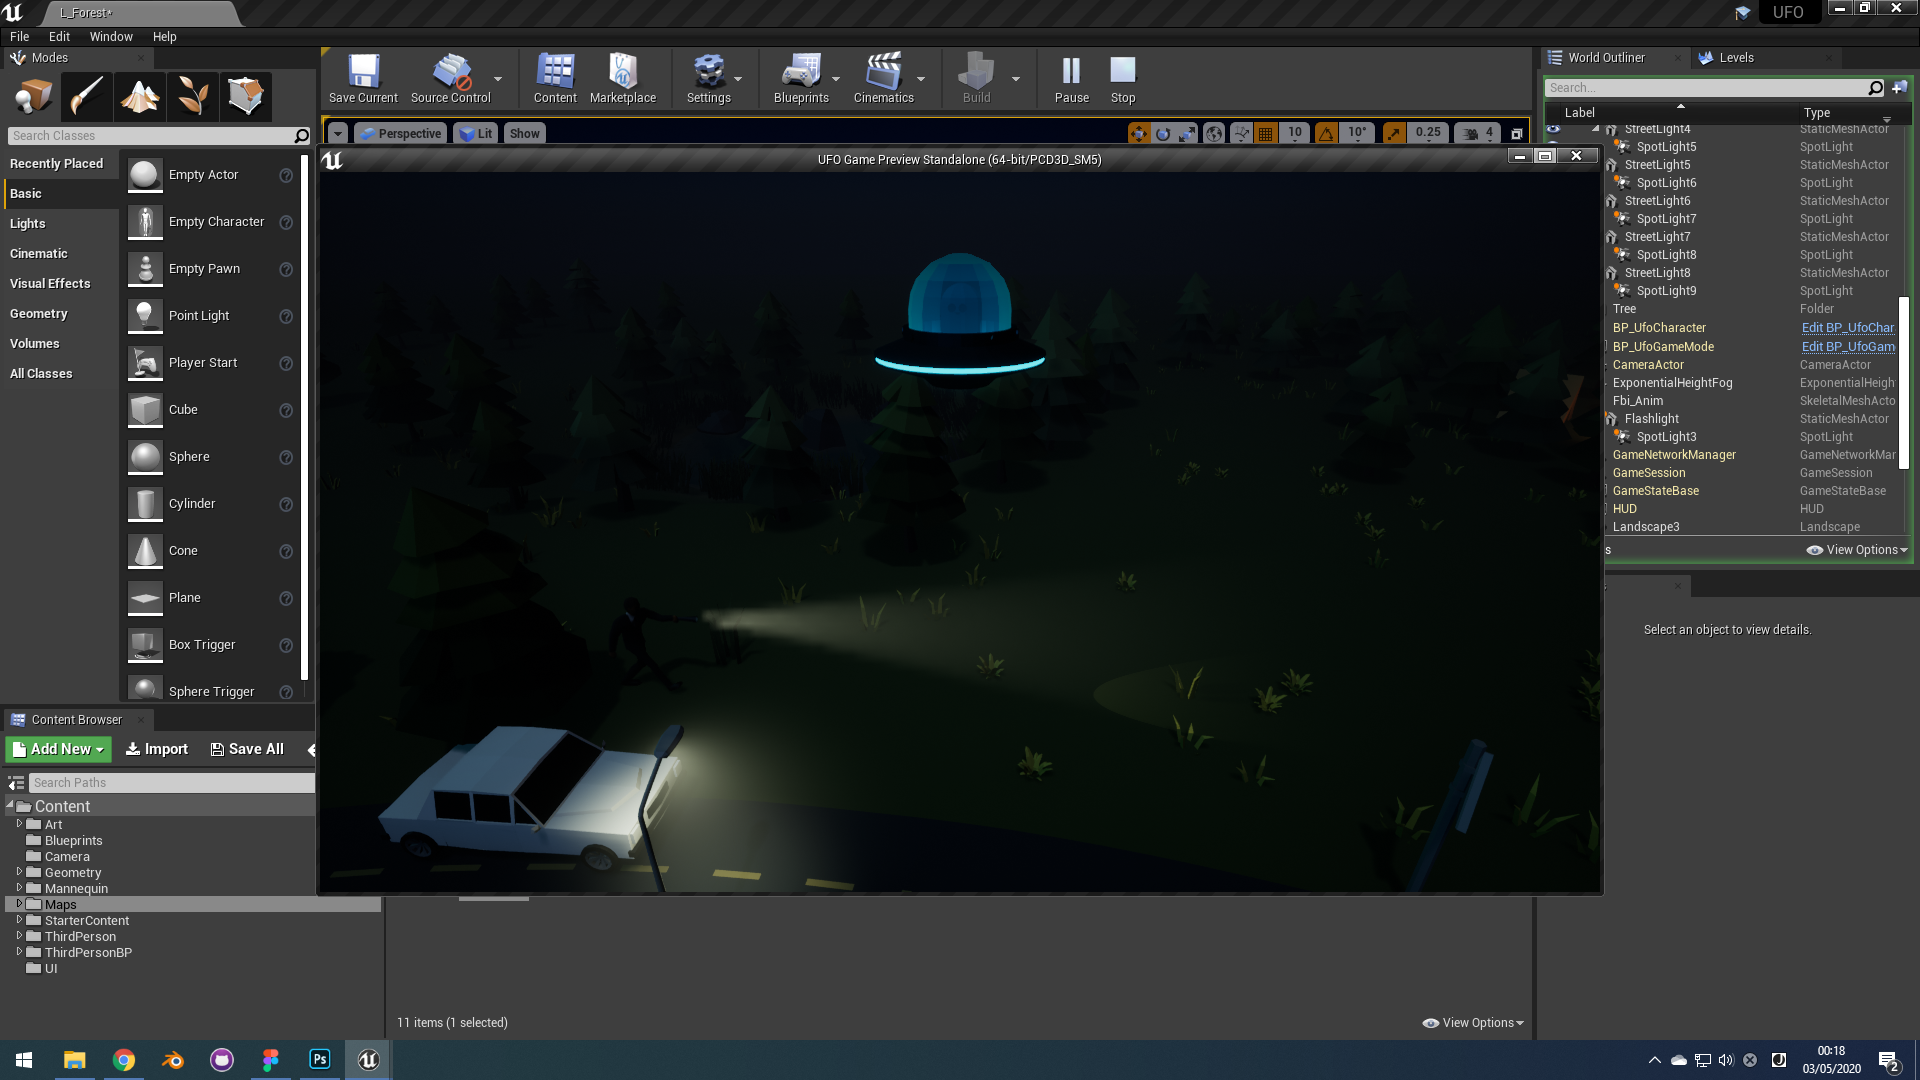 L_Forest*
UFO
File Edit Window Help
Modes
Search Classes
Recently Placed
Basic
Lights
Cinematic
Visual Effects
Geometry
Volumes
All Classes
Empty Actor
Empty Character
Empty Pawn
Point Light
Player Start
Cube
Sphere
Cylinder
Cone
Plane
Box Trigger
Sphere Trigger
Save Current
Source Control
Content
Marketplace
Settings
Blueprints
Cinematics
Build
Pause
Stop
Perspective
Lit
Show
10
10°
0.25
4
UFO Game Preview Standalone (64-bit/PCD3D_SM5)
World Outliner
Levels
Search...
Label Type
StreetLight4 StaticMeshActor
SpotLight5 SpotLight
StreetLight5 StaticMeshActor
SpotLight6 SpotLight
StreetLight6 StaticMeshActor
SpotLight7 SpotLight
StreetLight7 StaticMeshActor
SpotLight8 SpotLight
StreetLight8 StaticMeshActor
SpotLight9 SpotLight
Tree Folder
BP_UfoCharacter Edit BP_UfoChar
BP_UfoGameMode Edit BP_UfoGam
CameraActor CameraActor
ExponentialHeightFog ExponentialHeigh
Fbi_Anim SkeletalMeshActo
Flashlight StaticMeshActor
SpotLight3 SpotLight
GameNetworkManager GameNetworkMar
GameSession GameSession
GameStateBase GameStateBase
HUD HUD
Landscape3 Landscape
s View Options
Select an object to view details.
Content Browser
Add New Import Save All
Search Paths
Content
Art
Blueprints
Camera
Geometry
Mannequin
Maps
StarterContent
ThirdPerson
ThirdPersonBP
UI
11 items (1 selected)
View Options
Ps
00:18
03/05/2020
2